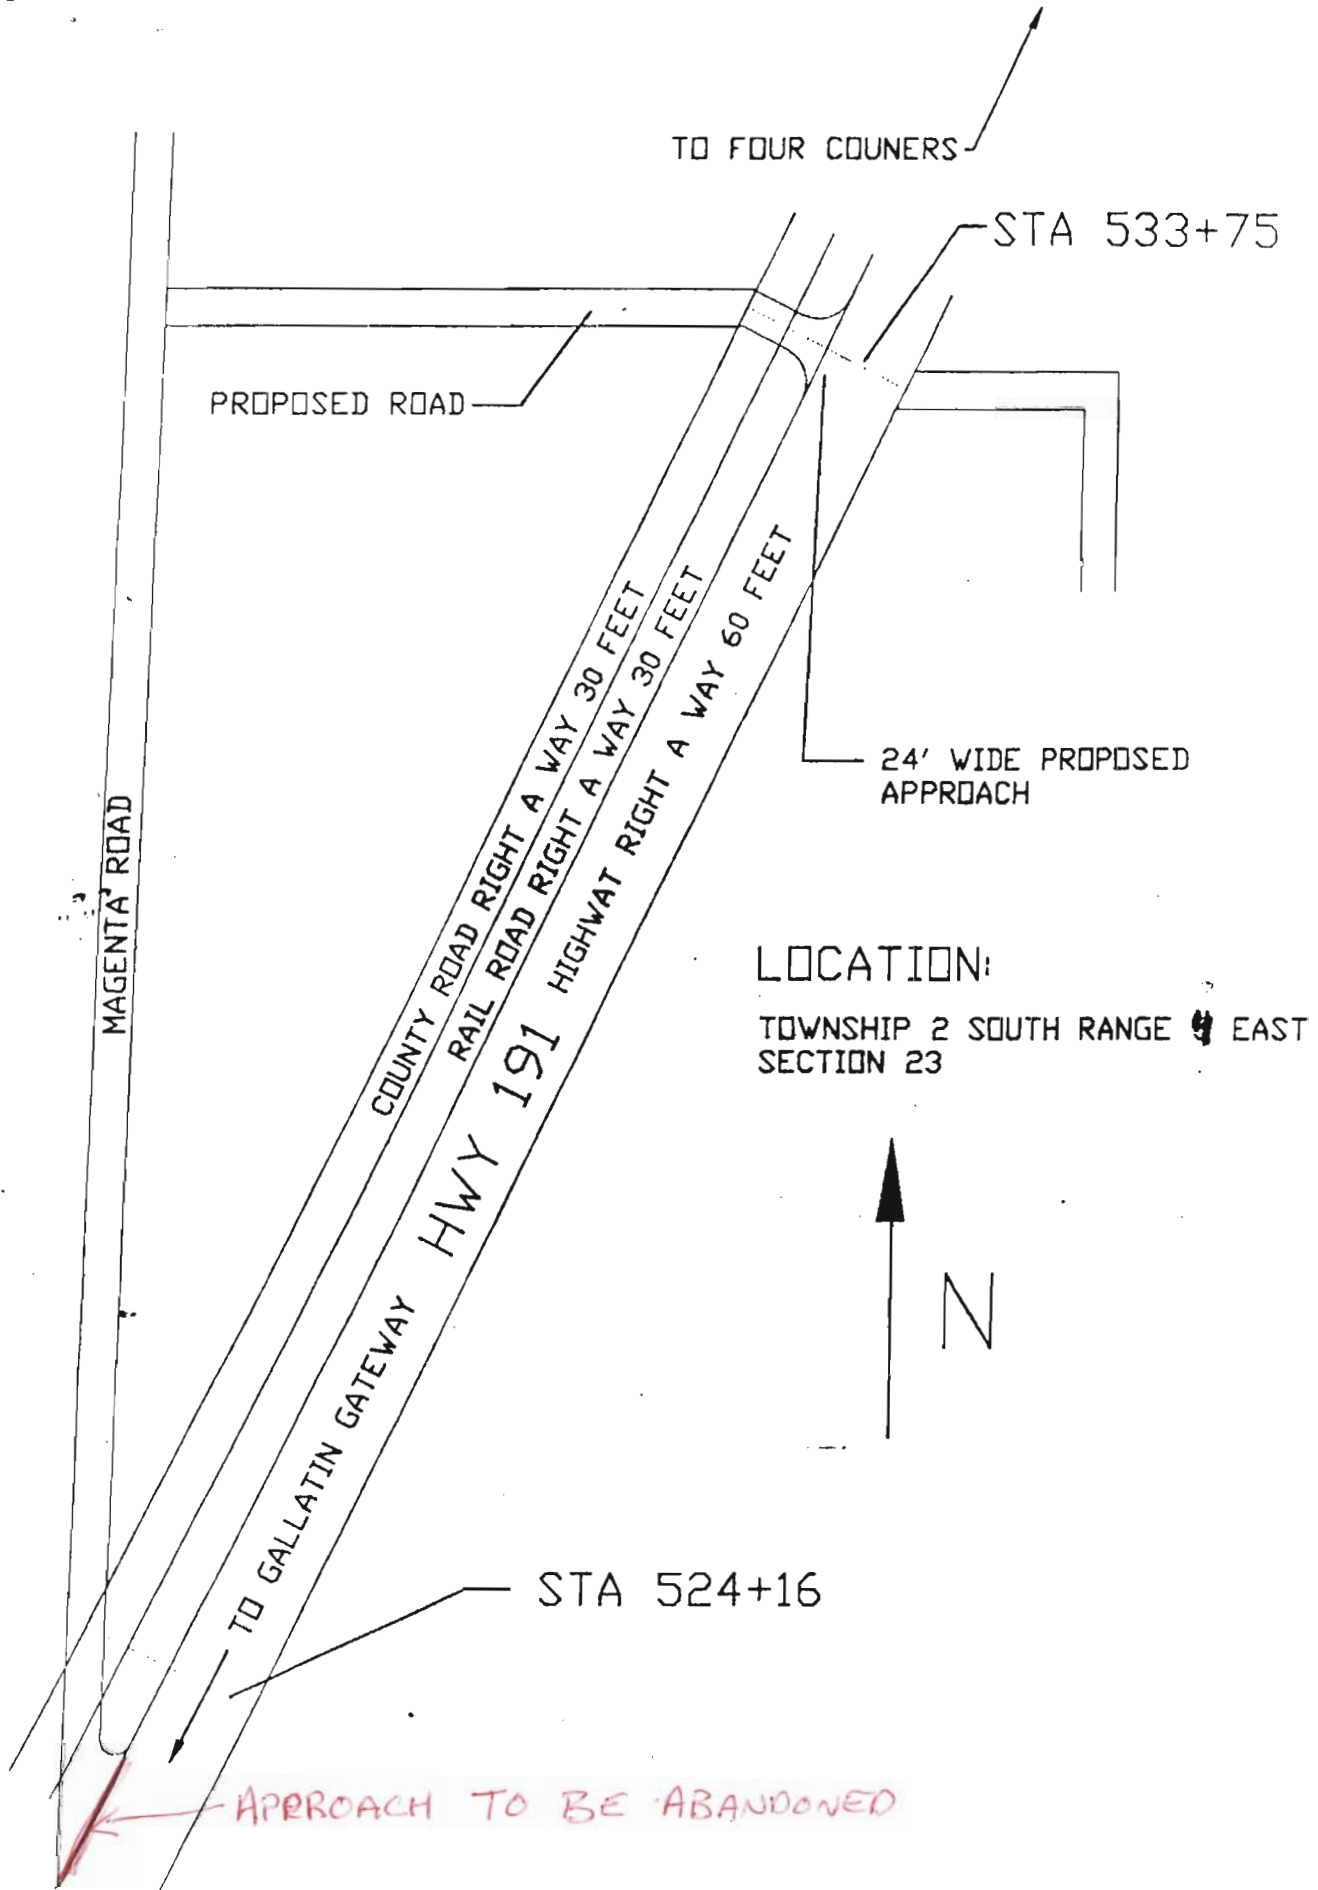 TO FOUR COUNERS
STA 533+75
PROPOSED ROAD
COUNTY ROAD RIGHT A WAY 30 FEET
RAIL ROAD RIGHT A WAY 30 FEET
HWY 191 HIGHWAT RIGHT A WAY 60 FEET
24' WIDE PROPOSED
APPROACH
MAGENTA ROAD
LOCATION:
TOWNSHIP 2 SOUTH RANGE 4 EAST
SECTION 23
N
TO GALLATIN GATEWAY
STA 524+16
APPROACH TO BE ABANDONED